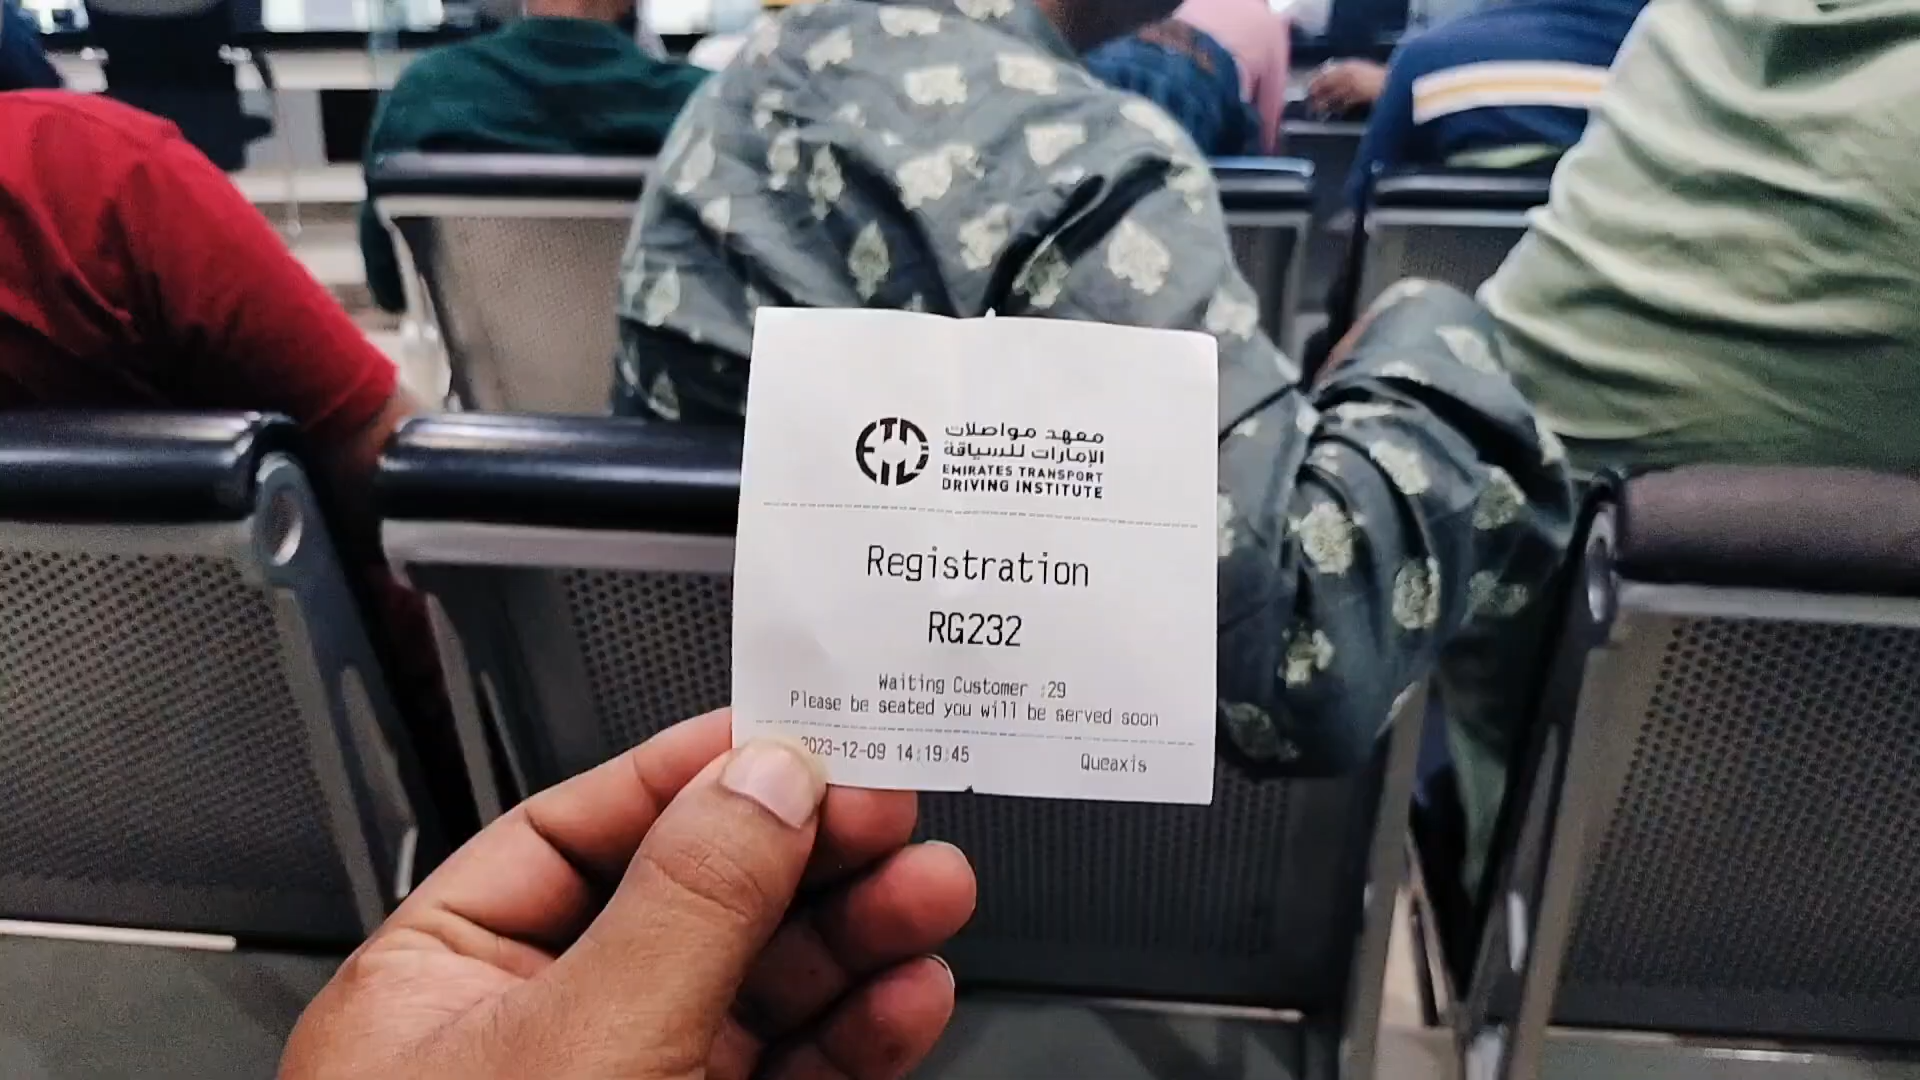 معهد مواصلات
الإمارات للسياقة
EMIRATES TRANSPORT
DRIVING INSTITUTE
Registration
RG232
Waiting Customer :29
Please be seated you will be served soon
2023-12-09 14:19:45 Queaxis